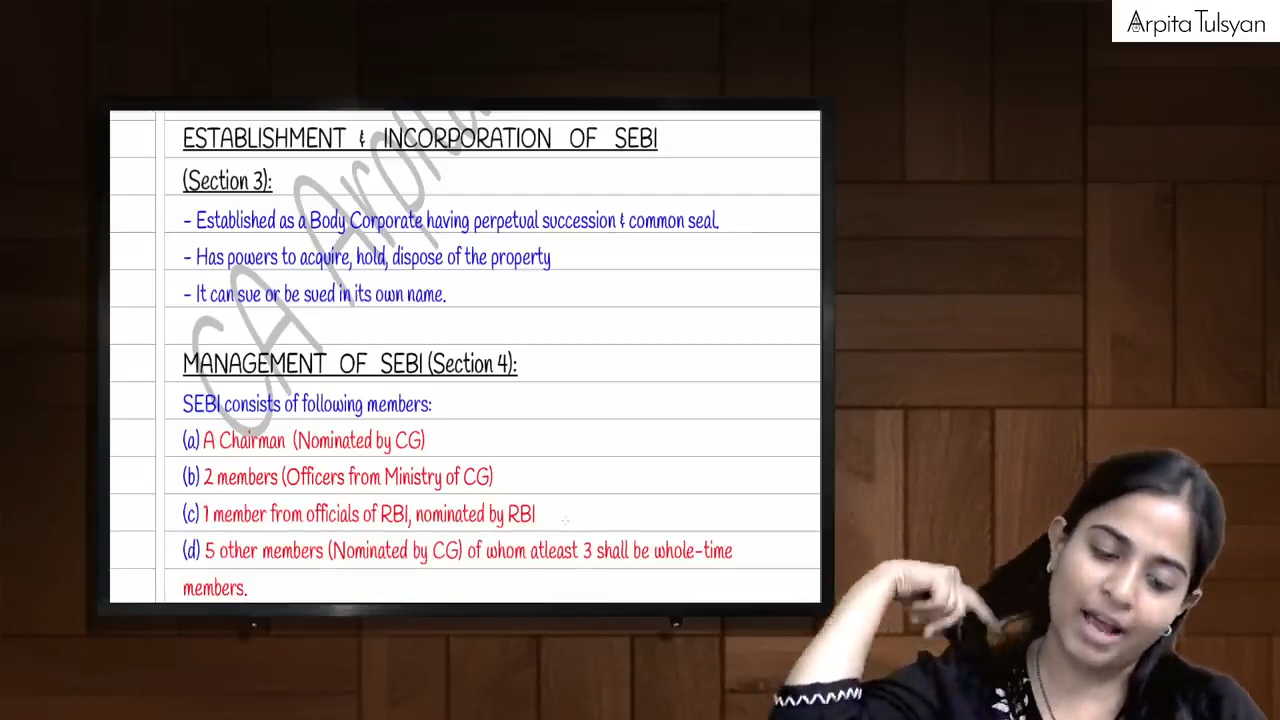 Arpita Tulsyan
ESTABLISHMENT & INCORPORATION OF SEBI
(Section 3):
- Established as a Body Corporate having perpetual succession & common seal.
- Has powers to acquire, hold, dispose of the property
- It can sue or be sued in its own name.
MANAGEMENT OF SEBI (Section 4):
SEBI consists of following members:
(a) A Chairman (Nominated by CG)
(b) 2 members (Officers from Ministry of CG)
(c) 1 member from officials of RBI, nominated by RBI
(d) 5 other members (Nominated by CG) of whom atleast 3 shall be whole-time
members.